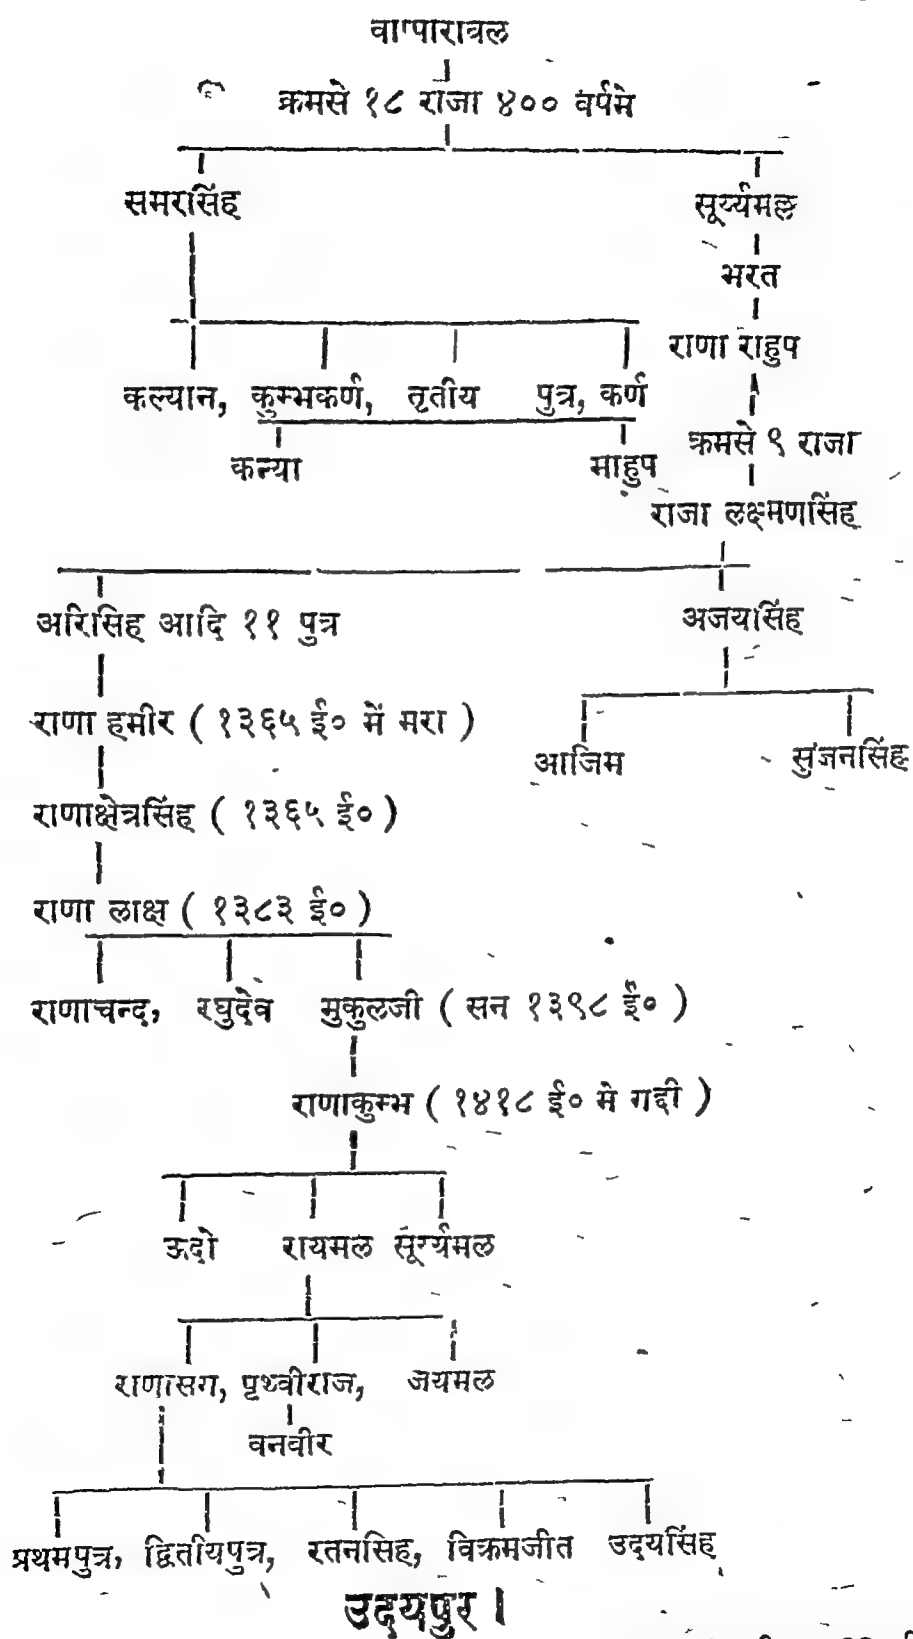 वाप्पारावल
क्रमसे १८ राजा ४०० वर्षमे
समरसिंह सूर्य्यमल्ल
भरत
राणा राहुप
कल्यान, कुम्भकर्ण, तृतीय पुत्र, कर्ण
क्रमसे ९ राजा
कन्या माहुप
राजा लक्ष्मणसिंह
अरिसिह आदि ११ पुत्र अजयसिंह
राणा हमीर ( १३६५ ई० में मरा )
आजिम सुजनसिंह
राणाक्षेत्रसिंह ( १३६५ ई० )
राणा लाक्ष ( १३८३ ई० )
राणाचन्द, रघुदेव मुकुलजी ( सन १३९८ ई० )
राणाकुम्भ ( १४१८ ई० मे गद्दी )
ऊदो रायमल सूर्य्यमल
राणासग, पृथ्वीराज, जयमल
वनवीर
प्रथमपुत्र, द्वितीयपुत्र, रतनसिह, विक्रमजीत उदयसिंह
उदयपुर ।